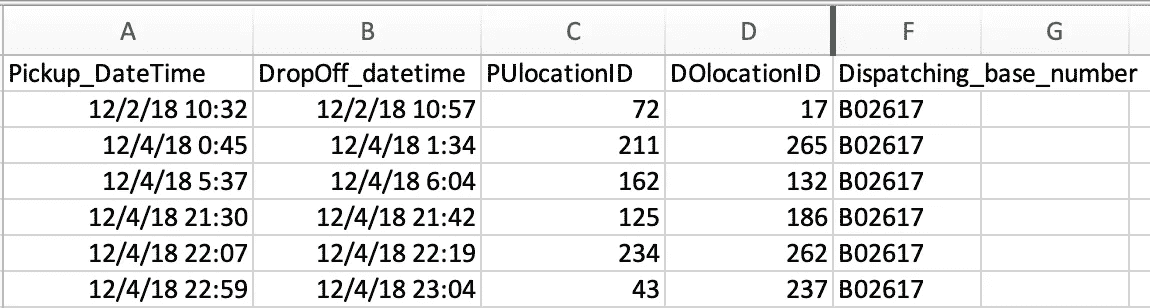 A B C D F G
Pickup_DateTime DropOff_datetime PUlocationID DOlocationID Dispatching_base_number
12/2/18 10:32 12/2/18 10:57 72 17 B02617
12/4/18 0:45 12/4/18 1:34 211 265 B02617
12/4/18 5:37 12/4/18 6:04 162 132 B02617
12/4/18 21:30 12/4/18 21:42 125 186 B02617
12/4/18 22:07 12/4/18 22:19 234 262 B02617
12/4/18 22:59 12/4/18 23:04 43 237 B02617